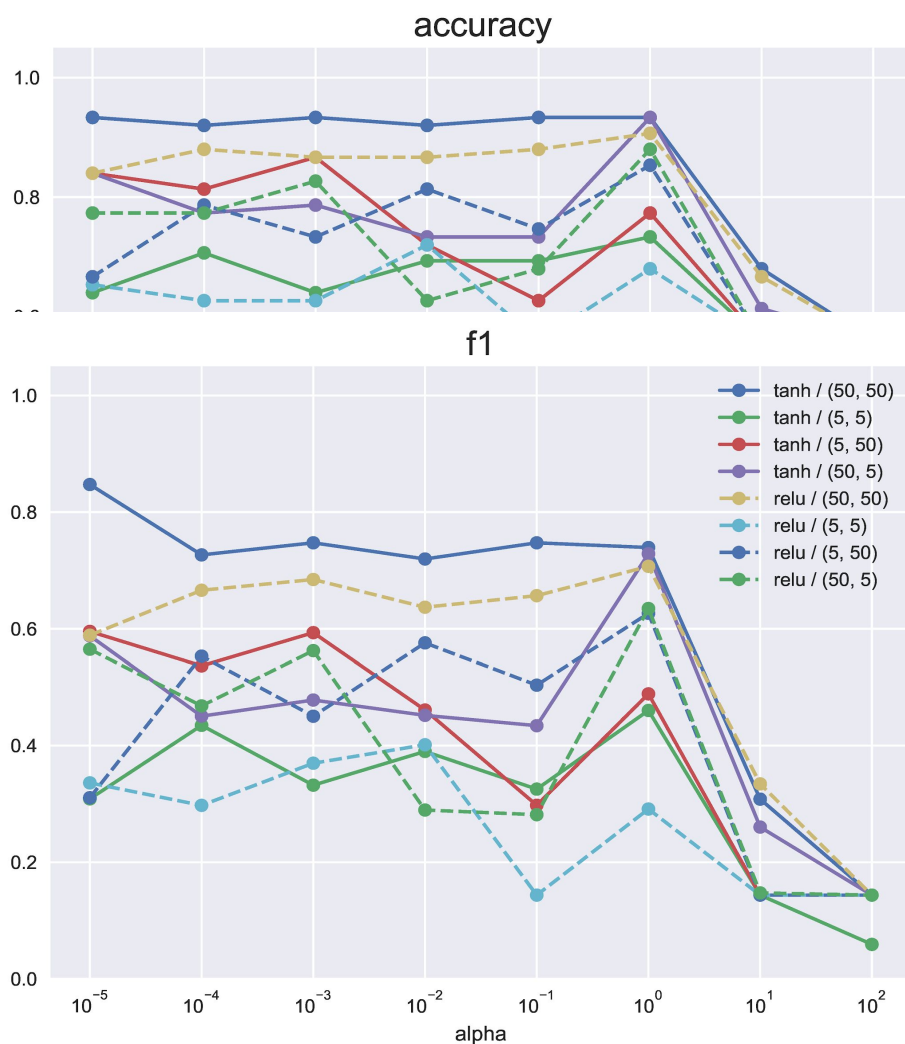 accuracy
1.0
0.8
f1
1.0
tanh / (50, 50)
tanh / (5, 5)
tanh / (5, 50)
tanh / (50, 5)
relu / (50, 50)
relu / (5, 5)
relu / (5, 50)
relu / (50, 5)
0.8
0.6
0.4
0.2
0.0
10⁻⁵ 10⁻⁴ 10⁻³ 10⁻² 10⁻¹ 10⁰ 10¹ 10²
alpha